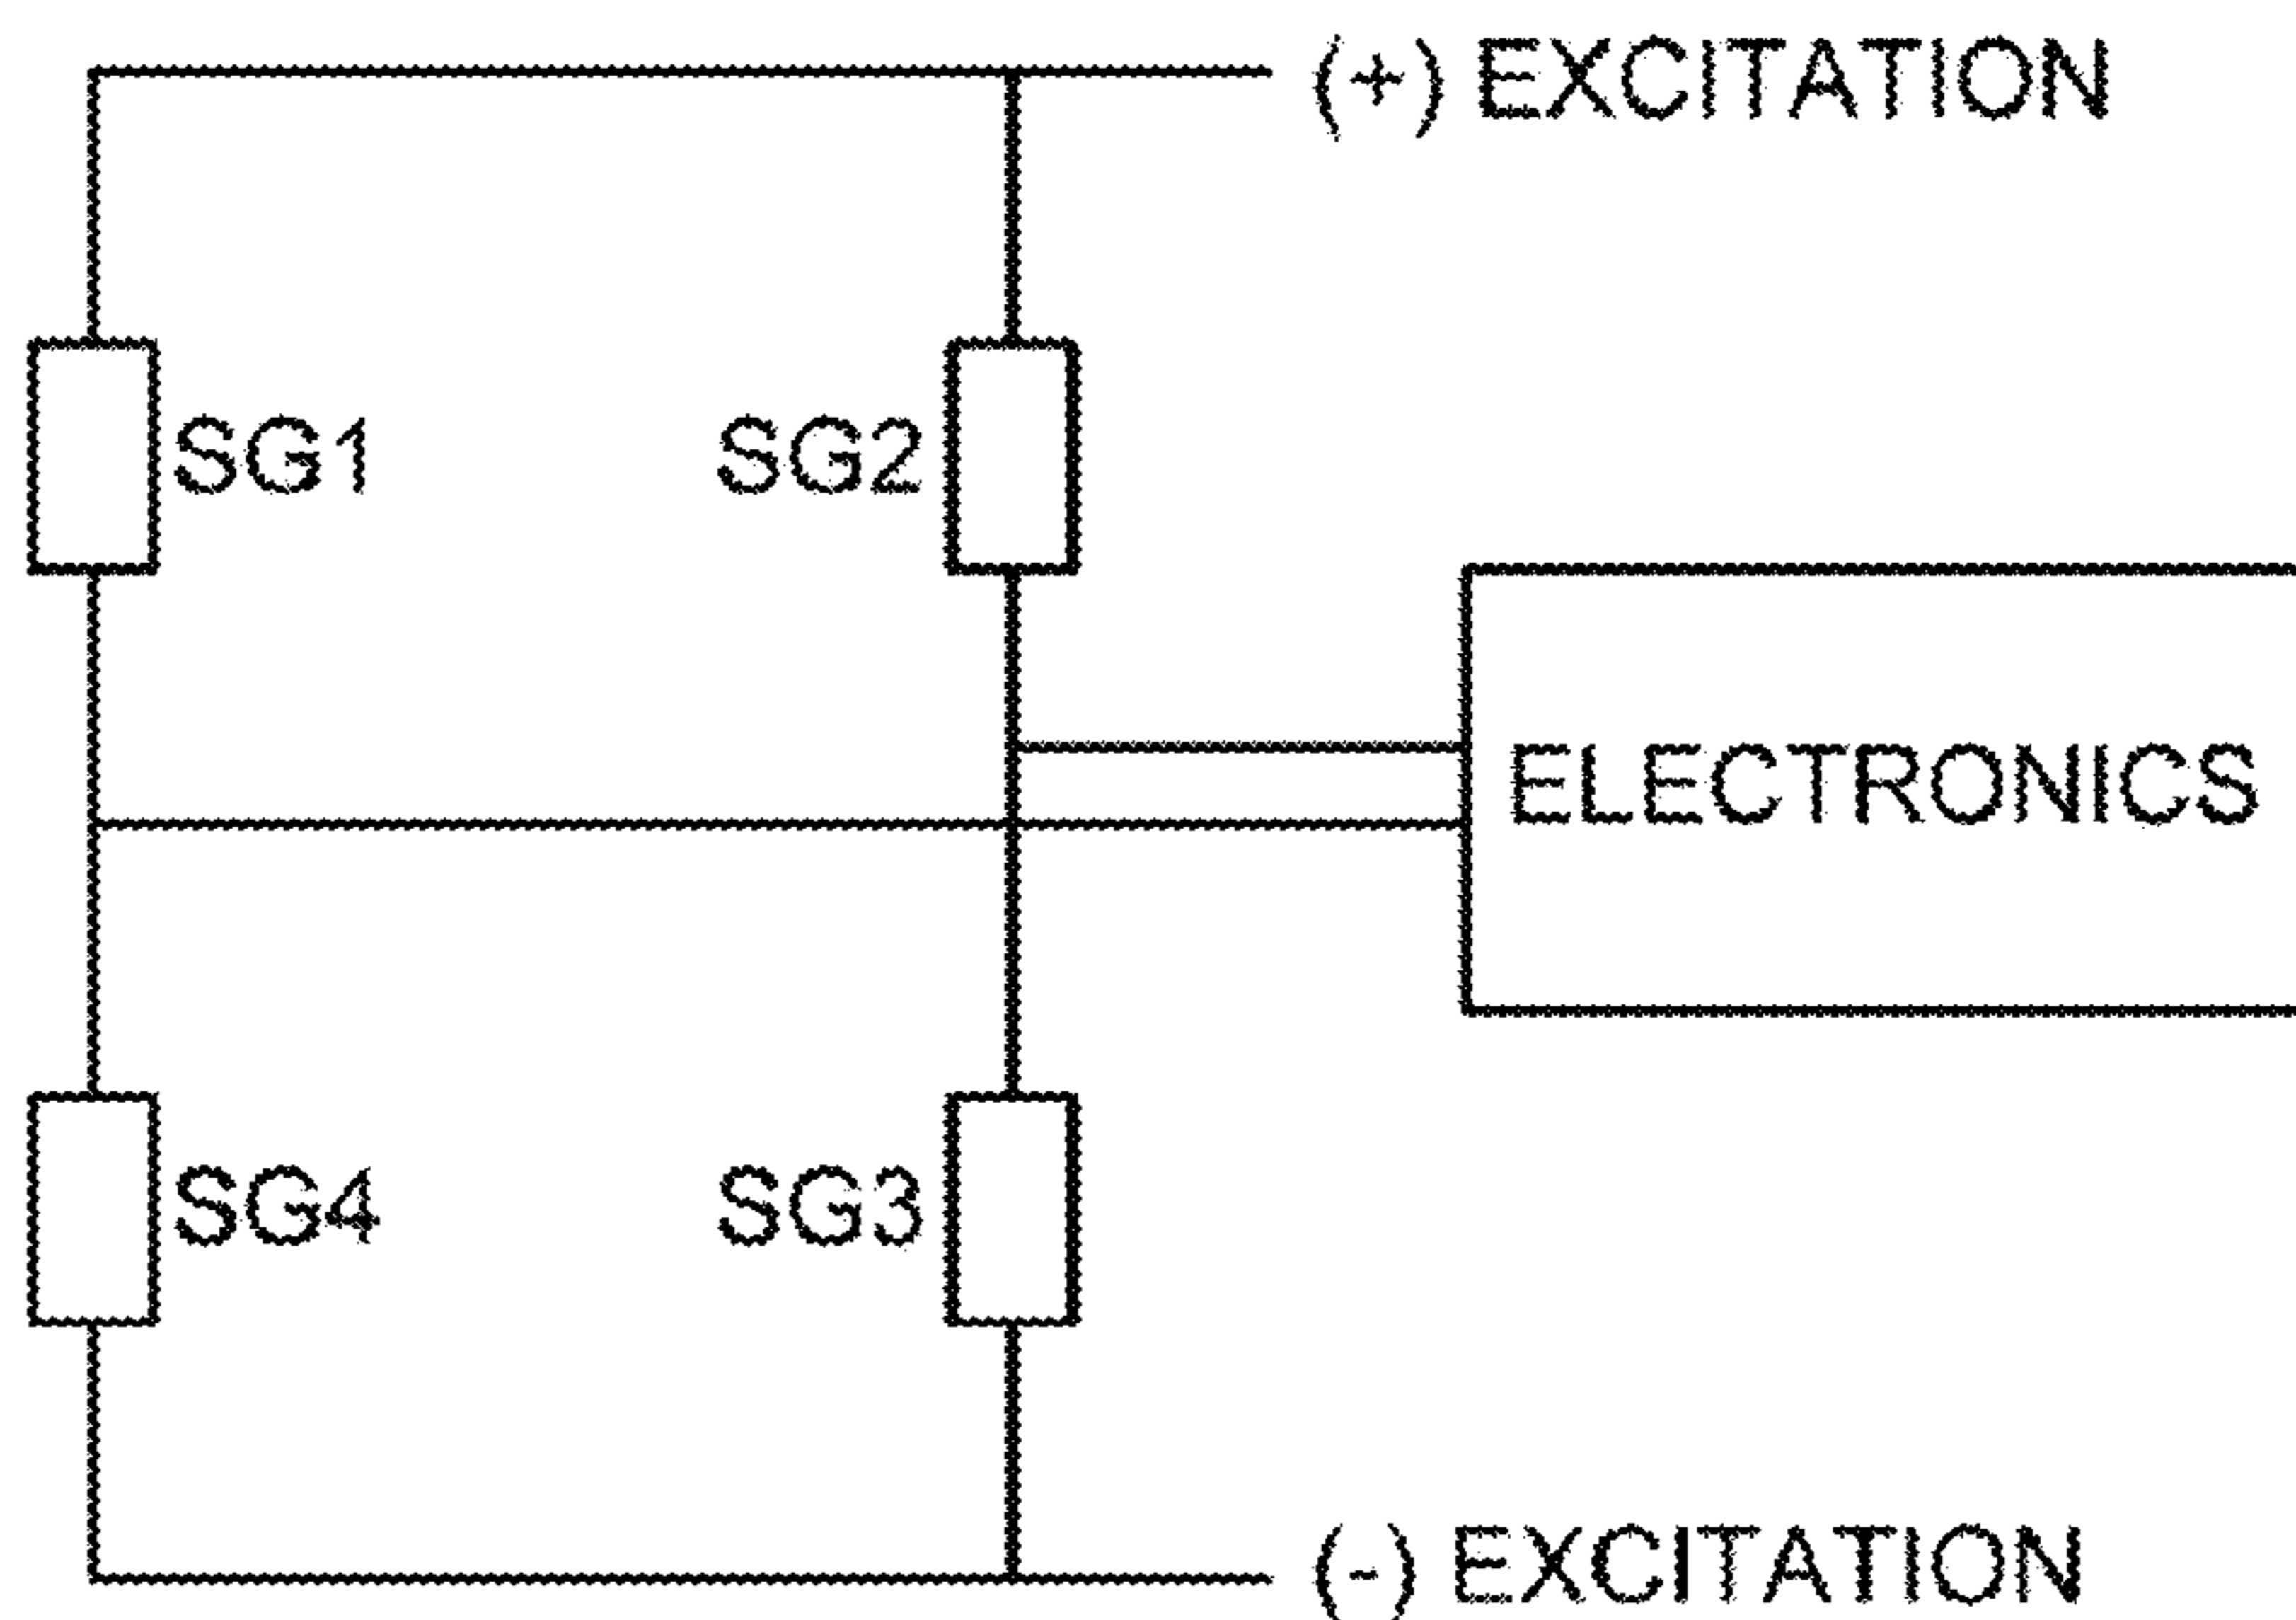 (+) EXCITATION
SG1
SG2
ELECTRONICS
SG4
SG3
(-) EXCITATION